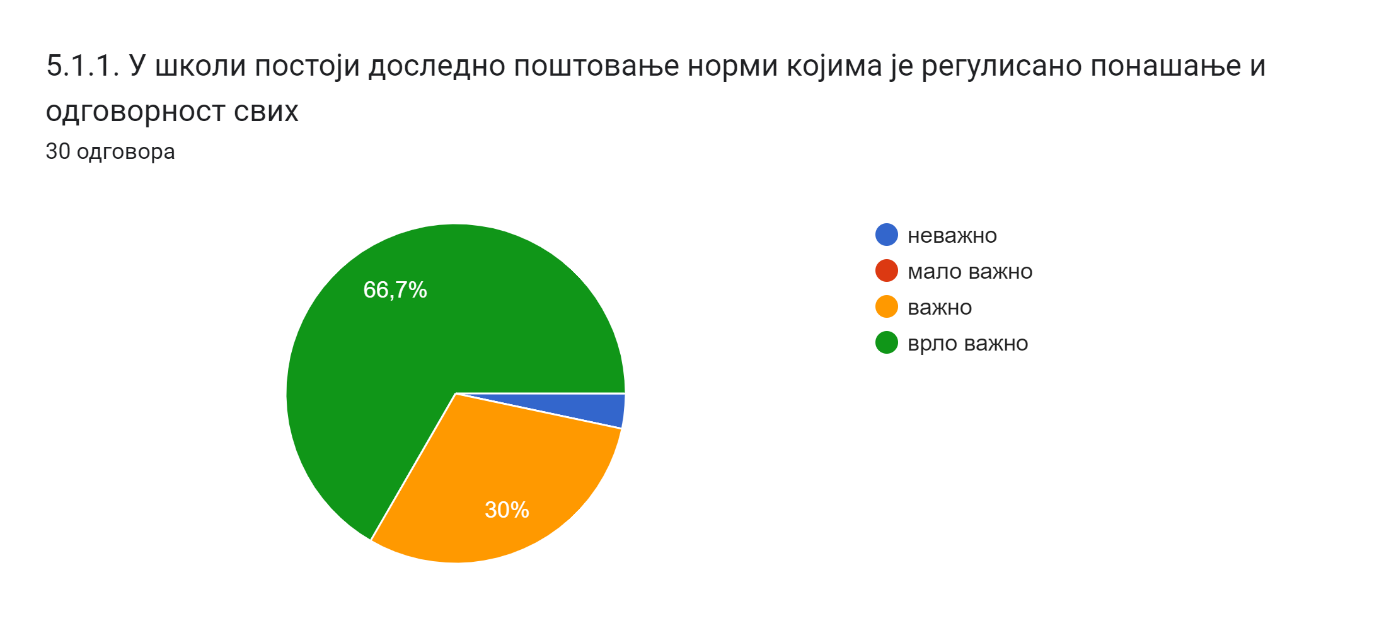 5.1.1. У школи постоји доследно поштовање норми којима је регулисано понашање и
одговорност свих
30 одговора
неважно
мало важно
важно
врло важно
66,7%
30%